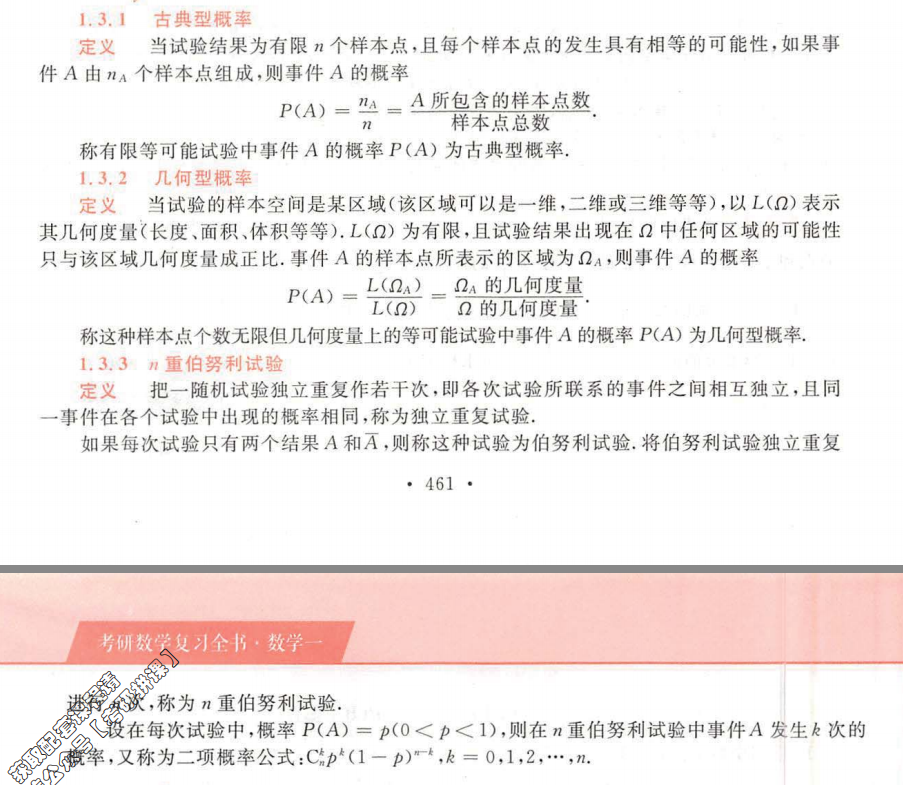 1.3.1 古典型概率
定义 当试验结果为有限 n 个样本点,且每个样本点的发生具有相等的可能性,如果事
件 A 由 n_A 个样本点组成,则事件 A 的概率
P(A) = n_A/n = A 所包含的样本点数/样本点总数.
称有限等可能试验中事件 A 的概率 P(A) 为古典型概率.
1.3.2 几何型概率
定义 当试验的样本空间是某区域(该区域可以是一维,二维或三维等等),以 L(Ω) 表示
其几何度量(长度、面积、体积等等). L(Ω) 为有限,且试验结果出现在 Ω 中任何区域的可能性
只与该区域几何度量成正比. 事件 A 的样本点所表示的区域为 Ω_A,则事件 A 的概率
P(A) = L(Ω_A)/L(Ω) = Ω_A 的几何度量/Ω 的几何度量.
称这种样本点个数无限但几何度量上的等可能试验中事件 A 的概率 P(A) 为几何型概率.
1.3.3 n 重伯努利试验
定义 把一随机试验独立重复作若干次,即各次试验所联系的事件之间相互独立,且同
一事件在各个试验中出现的概率相同,称为独立重复试验.
如果每次试验只有两个结果 A 和 A̅,则称这种试验为伯努利试验. 将伯努利试验独立重复
· 461 ·
考研数学复习全书·数学一
进行 n 次,称为 n 重伯努利试验.
设在每次试验中,概率 P(A) = p(0 < p < 1),则在 n 重伯努利试验中事件 A 发生 k 次的
概率,又称为二项概率公式:C_n^k p^k (1 - p)^{n-k}, k = 0,1,2,…,n.
获取配套课程请
公众号【考研拼课】